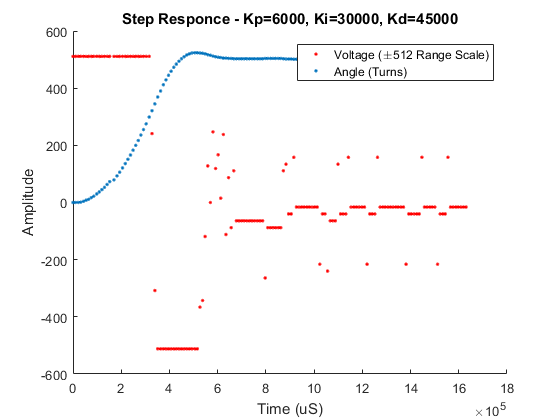 Step Responce - Kp=6000, Ki=30000, Kd=45000
Voltage (±512 Range Scale)
Angle (Turns)
Amplitude
600
400
200
0
-200
-400
-600
0 2 4 6 8 10 12 14 16 18
×10^5
Time (uS)